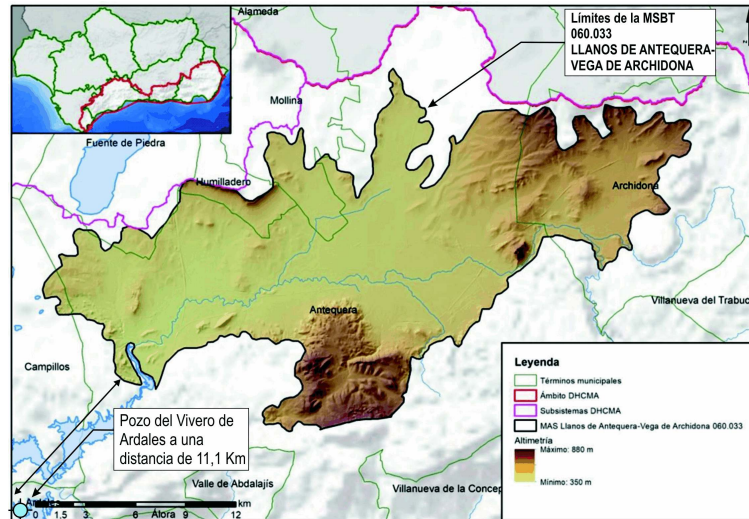 Alameda
Límites de la MSBT
060.033
LLANOS DE ANTEQUERA-
VEGA DE ARCHIDONA
Mollina
Fuente de Piedra
Humilladero
Archidona
Villanueva del Trabuco
Antequera
Campillos
Pozo del Vivero de
Ardales a una
distancia de 11,1 Km
Leyenda
Términos municipales
Ámbito DHCMA
Subsistemas DHCMA
MAS Llanos de Antequera-Vega de Archidona 060.033
Altimetría
Máximo: 880 m
Mínimo: 350 m
Valle de Abdalajís
Villanueva de la Concep
km
0 1,5 3 6 9 12
Álora